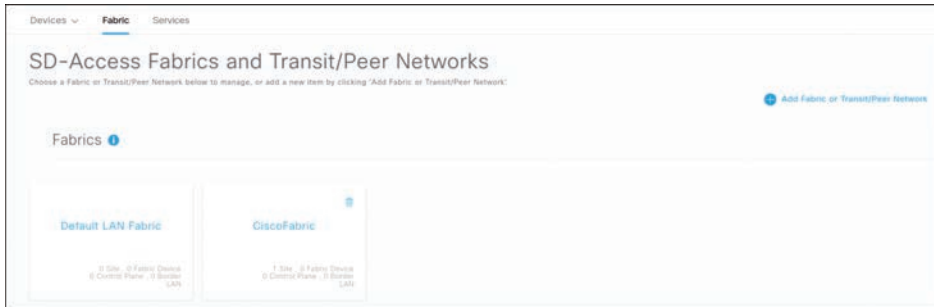 Devices Fabric Services
SD-Access Fabrics and Transit/Peer Networks
Choose a Fabric or Transit/Peer Network below to manage, or add a new item by clicking 'Add Fabric or Transit/Peer Network'.
Add Fabric or Transit/Peer Network
Fabrics
Default LAN Fabric
0 Site , 0 Fabric Device
0 Control Plane , 0 Border
LAN
CiscoFabric
1 Site , 0 Fabric Device
0 Control Plane , 0 Border
LAN